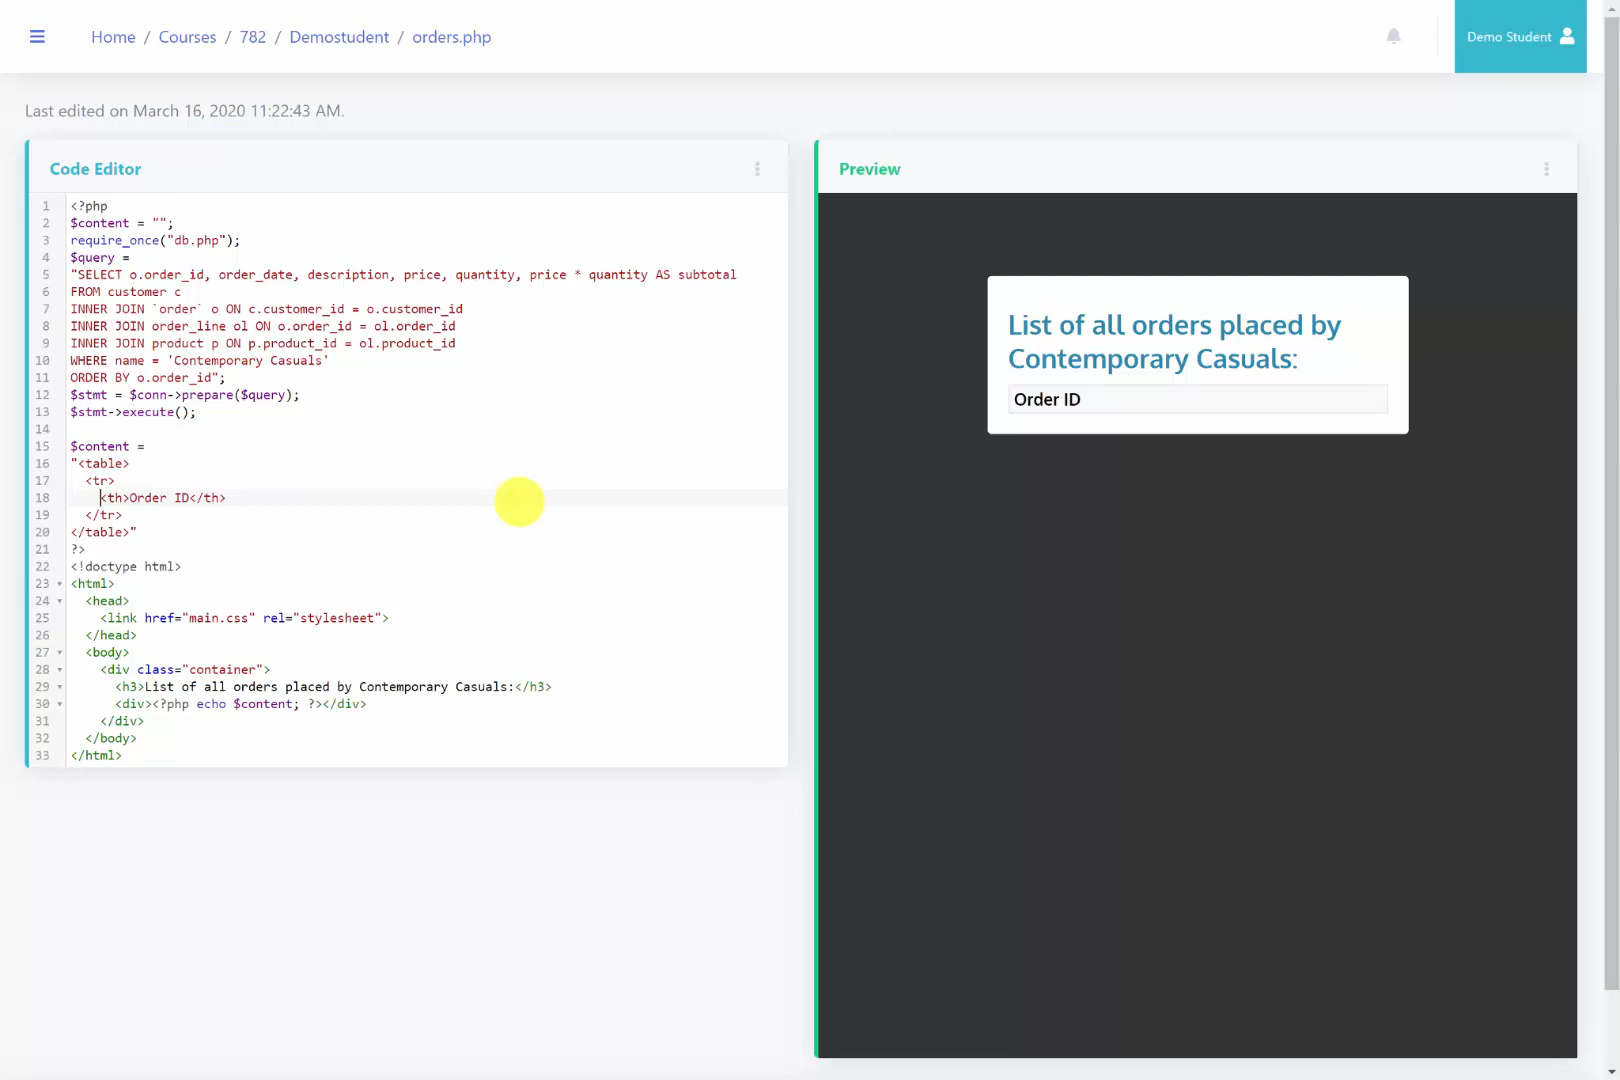 Home / Courses / 782 / Demostudent / orders.php
Demo Student
Last edited on March 16, 2020 11:22:43 AM.
Code Editor
1 <?php
2 $content = "";
3 require_once("db.php");
4 $query =
5 "SELECT o.order_id, order_date, description, price, quantity, price * quantity AS subtotal
6 FROM customer c
7 INNER JOIN `order` o ON c.customer_id = o.customer_id
8 INNER JOIN order_line ol ON o.order_id = ol.order_id
9 INNER JOIN product p ON p.product_id = ol.product_id
10 WHERE name = 'Contemporary Casuals'
11 ORDER BY o.order_id";
12 $stmt = $conn->prepare($query);
13 $stmt->execute();
14
15 $content =
16 "<table>
17 <tr>
18 <th>Order ID</th>
19 </tr>
20 </table>"
21 ?>
22 <!doctype html>
23 <html>
24 <head>
25 <link href="main.css" rel="stylesheet">
26 </head>
27 <body>
28 <div class="container">
29 <h3>List of all orders placed by Contemporary Casuals:</h3>
30 <div><?php echo $content; ?></div>
31 </div>
32 </body>
33 </html>
Preview
List of all orders placed by
Contemporary Casuals:
Order ID